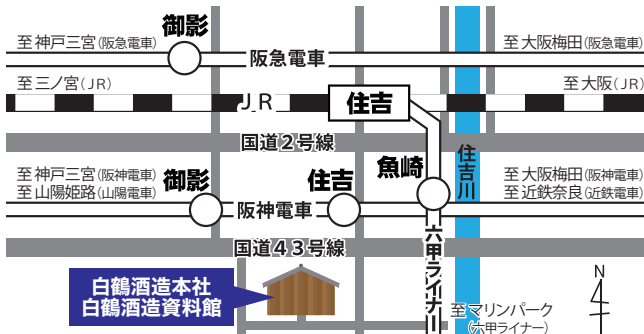 御影
至神戸三宮(阪急電車)
阪急電車
至大阪梅田(阪急電車)
至三ノ宮(JR)
JR
住吉
至大阪(JR)
国道2号線
至神戸三宮(阪神電車)
至山陽姫路(山陽電車)
御影
住吉
魚崎
住吉川
至大阪梅田(阪神電車)
至近鉄奈良(近鉄電車)
阪神電車
国道43号線
六甲ライナー
白鶴酒造本社
白鶴酒造資料館
至マリンパーク
(六甲ライナー)
N